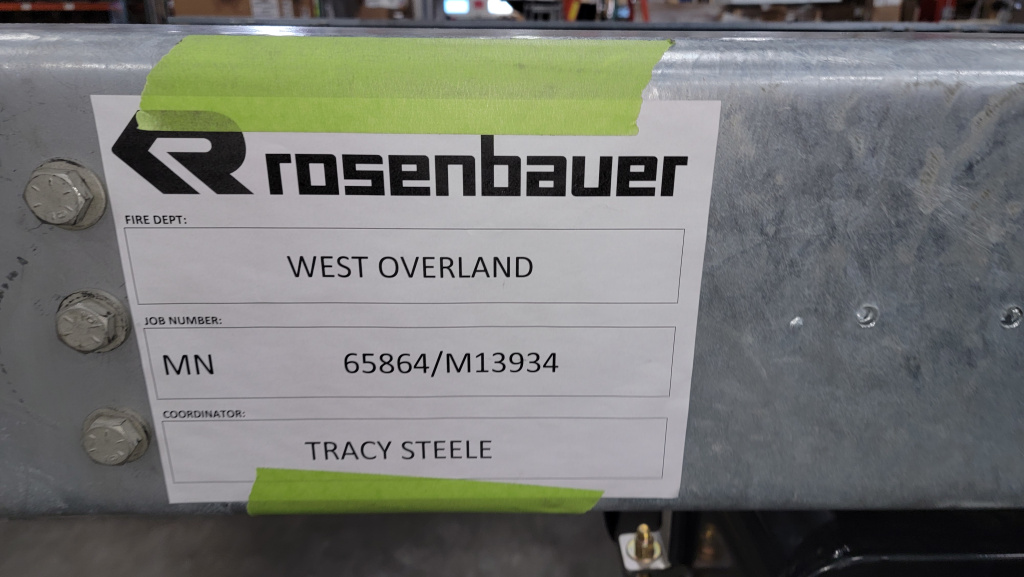 rosenbauer
FIRE DEPT:
WEST OVERLAND
JOB NUMBER:
MN 65864/M13934
COORDINATOR:
TRACY STEELE